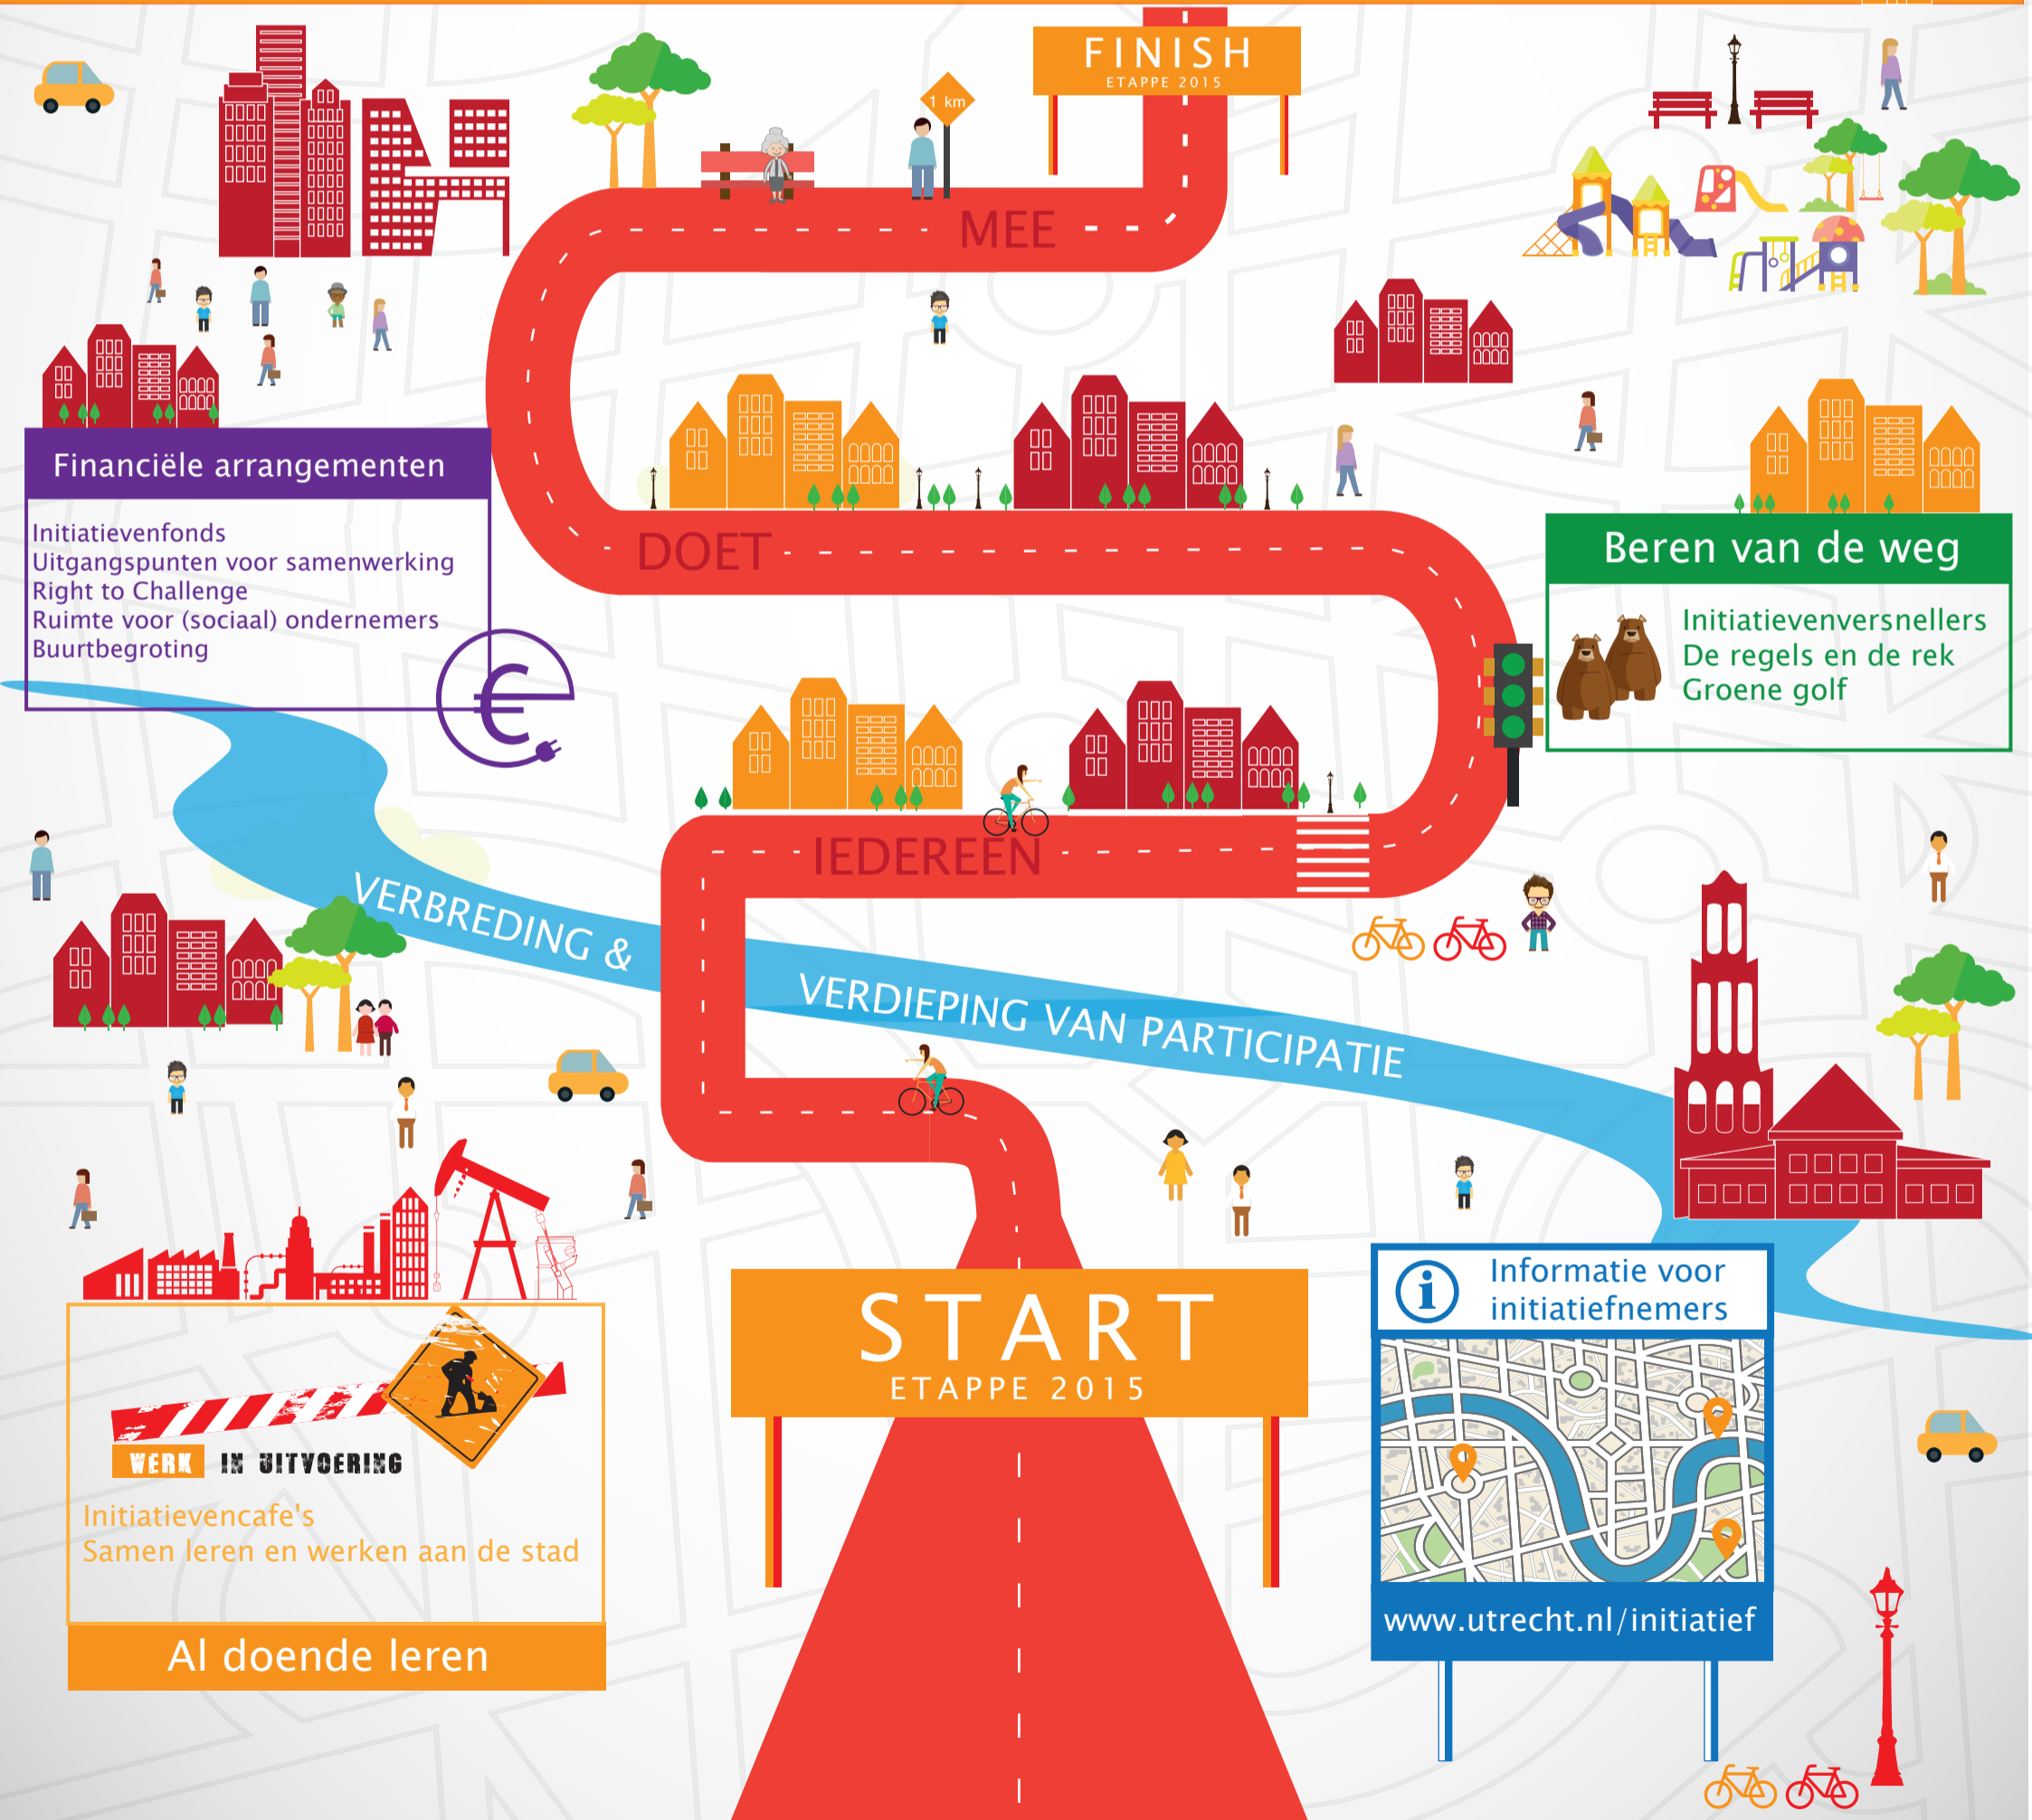 FINISH
ETAPPE 2015
1 km
MEE
Financiële arrangementen
Initiatievenfonds
Uitgangspunten voor samenwerking
Right to Challenge
Ruimte voor (sociaal) ondernemers
Buurtbegroting
€
DOET
Beren van de weg
Initiatievenversnellers
De regels en de rek
Groene golf
IEDEREEN
VERBREDING &
VERDIEPING VAN PARTICIPATIE
START
ETAPPE 2015
WERK IN UITVOERING
Initiatievencafe's
Samen leren en werken aan de stad
Al doende leren
i
Informatie voor
initiatiefnemers
www.utrecht.nl/initiatief